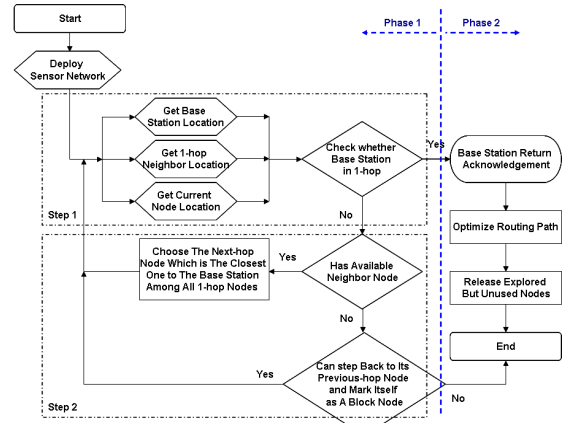 Start
Phase 1
Phase 2
Deploy
Sensor Network
Get Base
Station Location
Get 1-hop
Neighbor Location
Get Current
Node Location
Check whether
Base Station
in 1-hop
Yes
Base Station Return
Acknowledgement
Step 1
No
Optimize Routing Path
Choose The Next-hop
Node Which is The Closest
One to The Base Station
Among All 1-hop Nodes
Yes
Has Available
Neighbor Node
Release Explored
But Unused Nodes
No
End
Yes
Can step Back to Its
Previous-hop Node
and Mark Itself
as A Block Node
No
Step 2